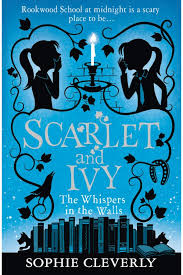 Rookwood School at midnight is a scary
place to be...
SCARLET
and
IVY
The Whispers
in the Walls
SOPHIE CLEVERLY